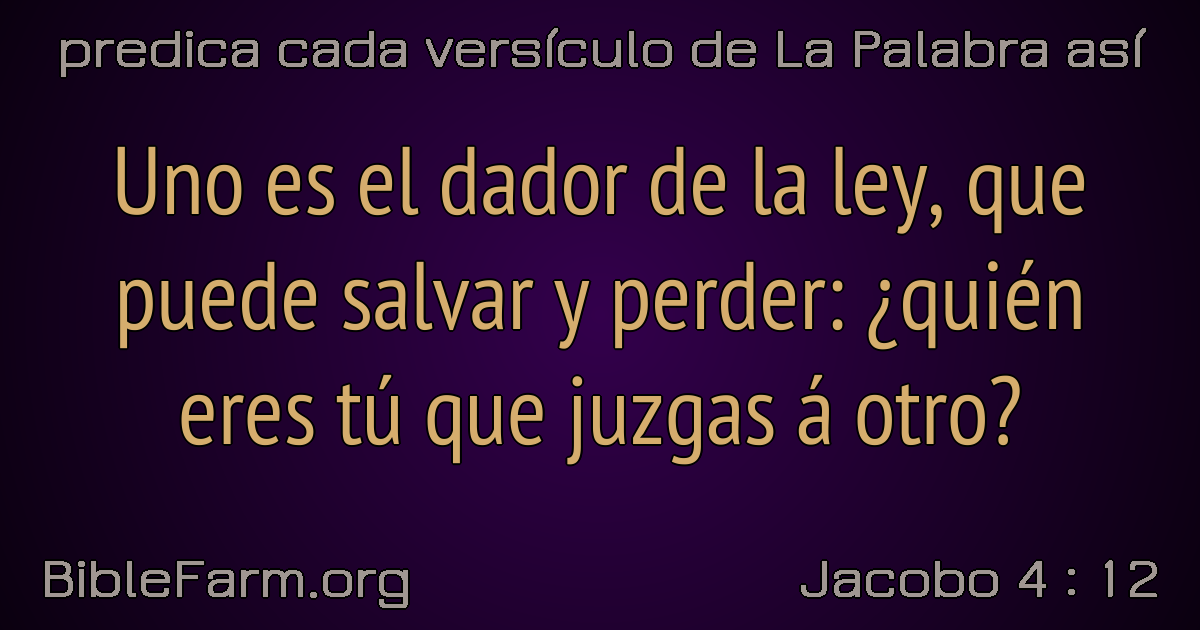 predica cada versículo de La Palabra así
Uno es el dador de la ley, que
puede salvar y perder: ¿quién
eres tú que juzgas á otro?
BibleFarm.org
Jacobo 4 : 12